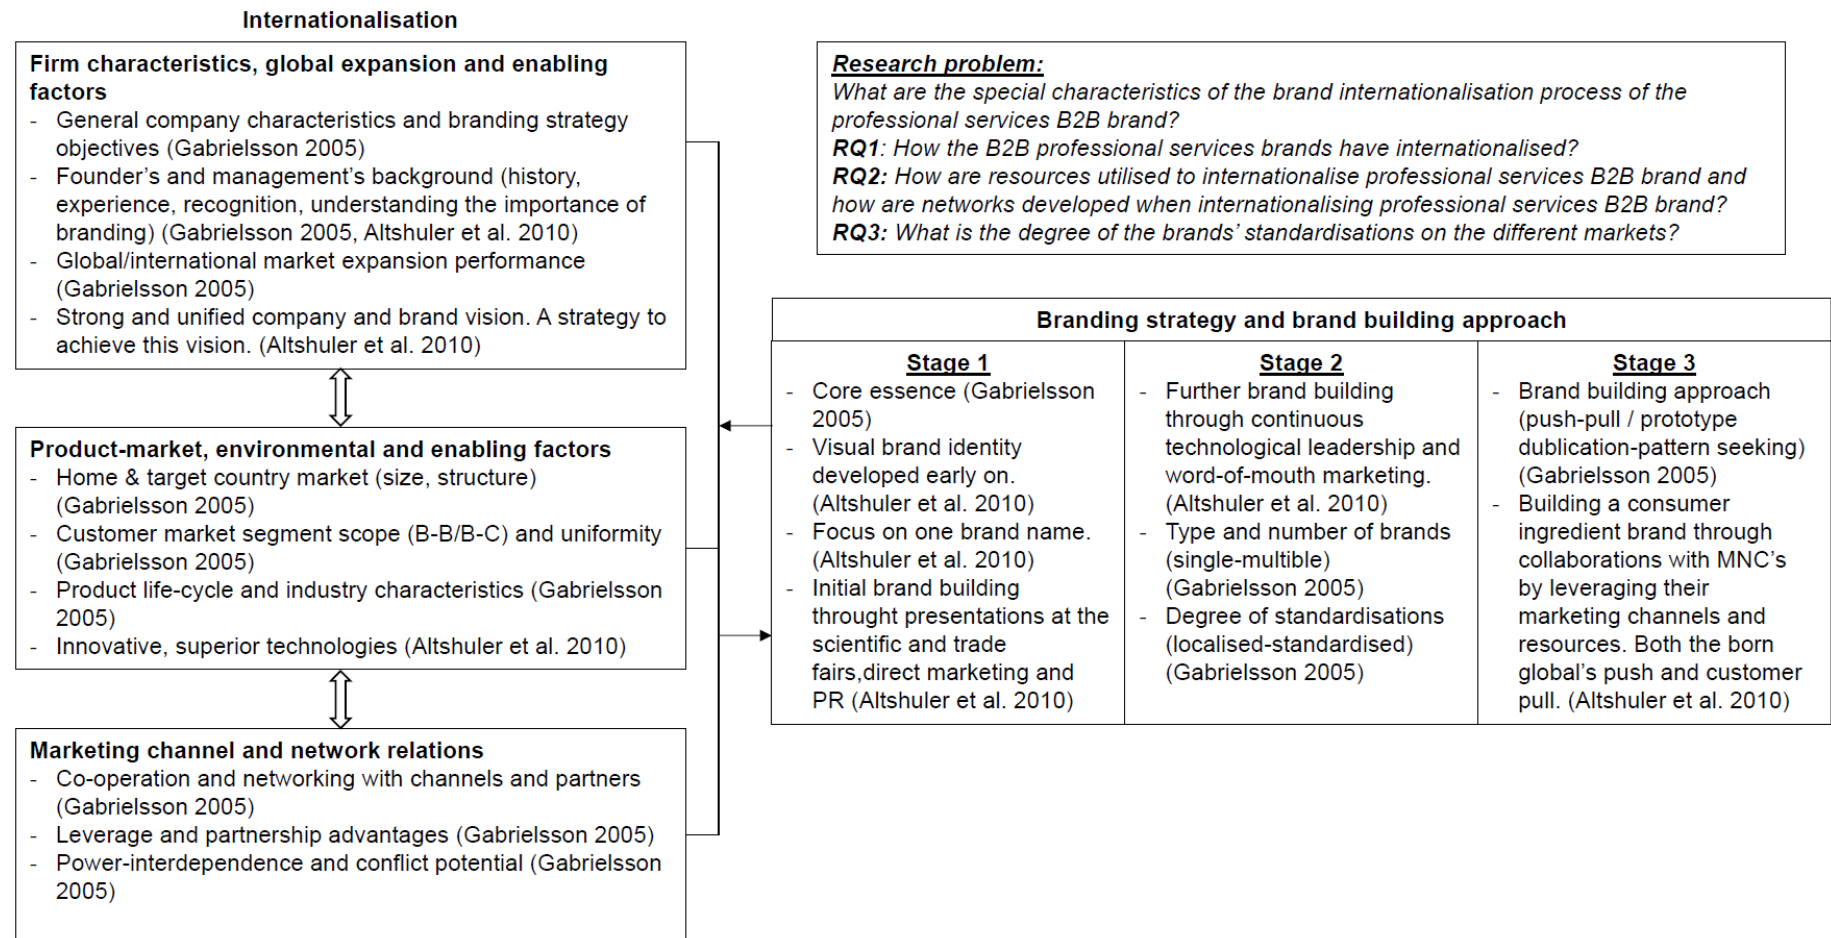 Internationalisation
Firm characteristics, global expansion and enabling
factors
- General company characteristics and branding strategy
objectives (Gabrielsson 2005)
- Founder's and management's background (history,
experience, recognition, understanding the importance of
branding) (Gabrielsson 2005, Altshuler et al. 2010)
- Global/international market expansion performance
(Gabrielsson 2005)
- Strong and unified company and brand vision. A strategy to
achieve this vision. (Altshuler et al. 2010)
Product-market, environmental and enabling factors
- Home & target country market (size, structure)
(Gabrielsson 2005)
- Customer market segment scope (B-B/B-C) and uniformity
(Gabrielsson 2005)
- Product life-cycle and industry characteristics (Gabrielsson
2005)
- Innovative, superior technologies (Altshuler et al. 2010)
Marketing channel and network relations
- Co-operation and networking with channels and partners
(Gabrielsson 2005)
- Leverage and partnership advantages (Gabrielsson 2005)
- Power-interdependence and conflict potential (Gabrielsson
2005)
Research problem:
What are the special characteristics of the brand internationalisation process of the
professional services B2B brand?
RQ1: How the B2B professional services brands have internationalised?
RQ2: How are resources utilised to internationalise professional services B2B brand and
how are networks developed when internationalising professional services B2B brand?
RQ3: What is the degree of the brands' standardisations on the different markets?
Branding strategy and brand building approach
Stage 1
- Core essence (Gabrielsson
2005)
- Visual brand identity
developed early on.
(Altshuler et al. 2010)
- Focus on one brand name.
(Altshuler et al. 2010)
- Initial brand building
throught presentations at the
scientific and trade
fairs,direct marketing and
PR (Altshuler et al. 2010)
Stage 2
- Further brand building
through continuous
technological leadership and
word-of-mouth marketing.
(Altshuler et al. 2010)
- Type and number of brands
(single-multible)
(Gabrielsson 2005)
- Degree of standardisations
(localised-standardised)
(Gabrielsson 2005)
Stage 3
- Brand building approach
(push-pull / prototype
dublication-pattern seeking)
(Gabrielsson 2005)
- Building a consumer
ingredient brand through
collaborations with MNC's
by leveraging their
marketing channels and
resources. Both the born
global's push and customer
pull. (Altshuler et al. 2010)